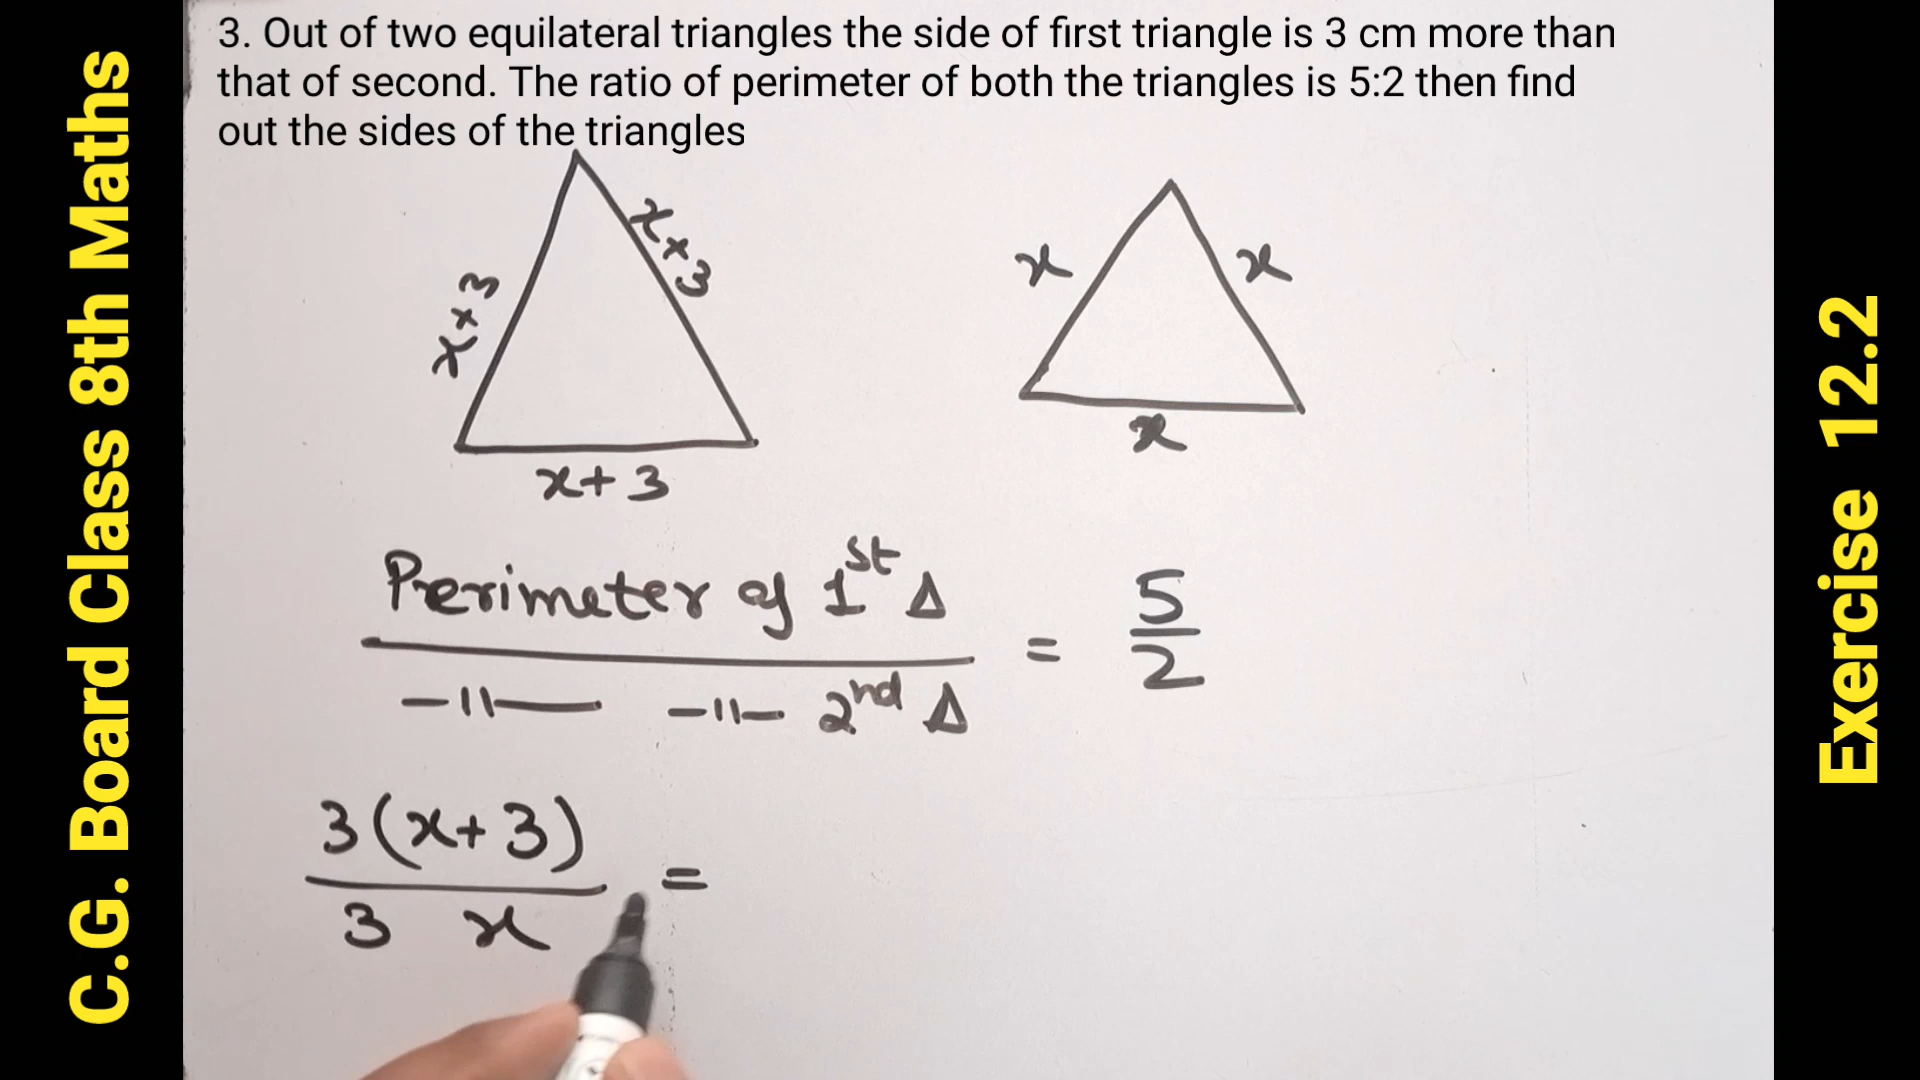 C.G. Board Class 8th Maths
3. Out of two equilateral triangles the side of first triangle is 3 cm more than
that of second. The ratio of perimeter of both the triangles is 5:2 then find
out the sides of the triangles
x+3
x+3
x+3
x
x
x
Perimeter of 1st Δ
-11- -11- 2nd Δ
= 5/2
3(x+3)
3 x
=
Exercise 12.2